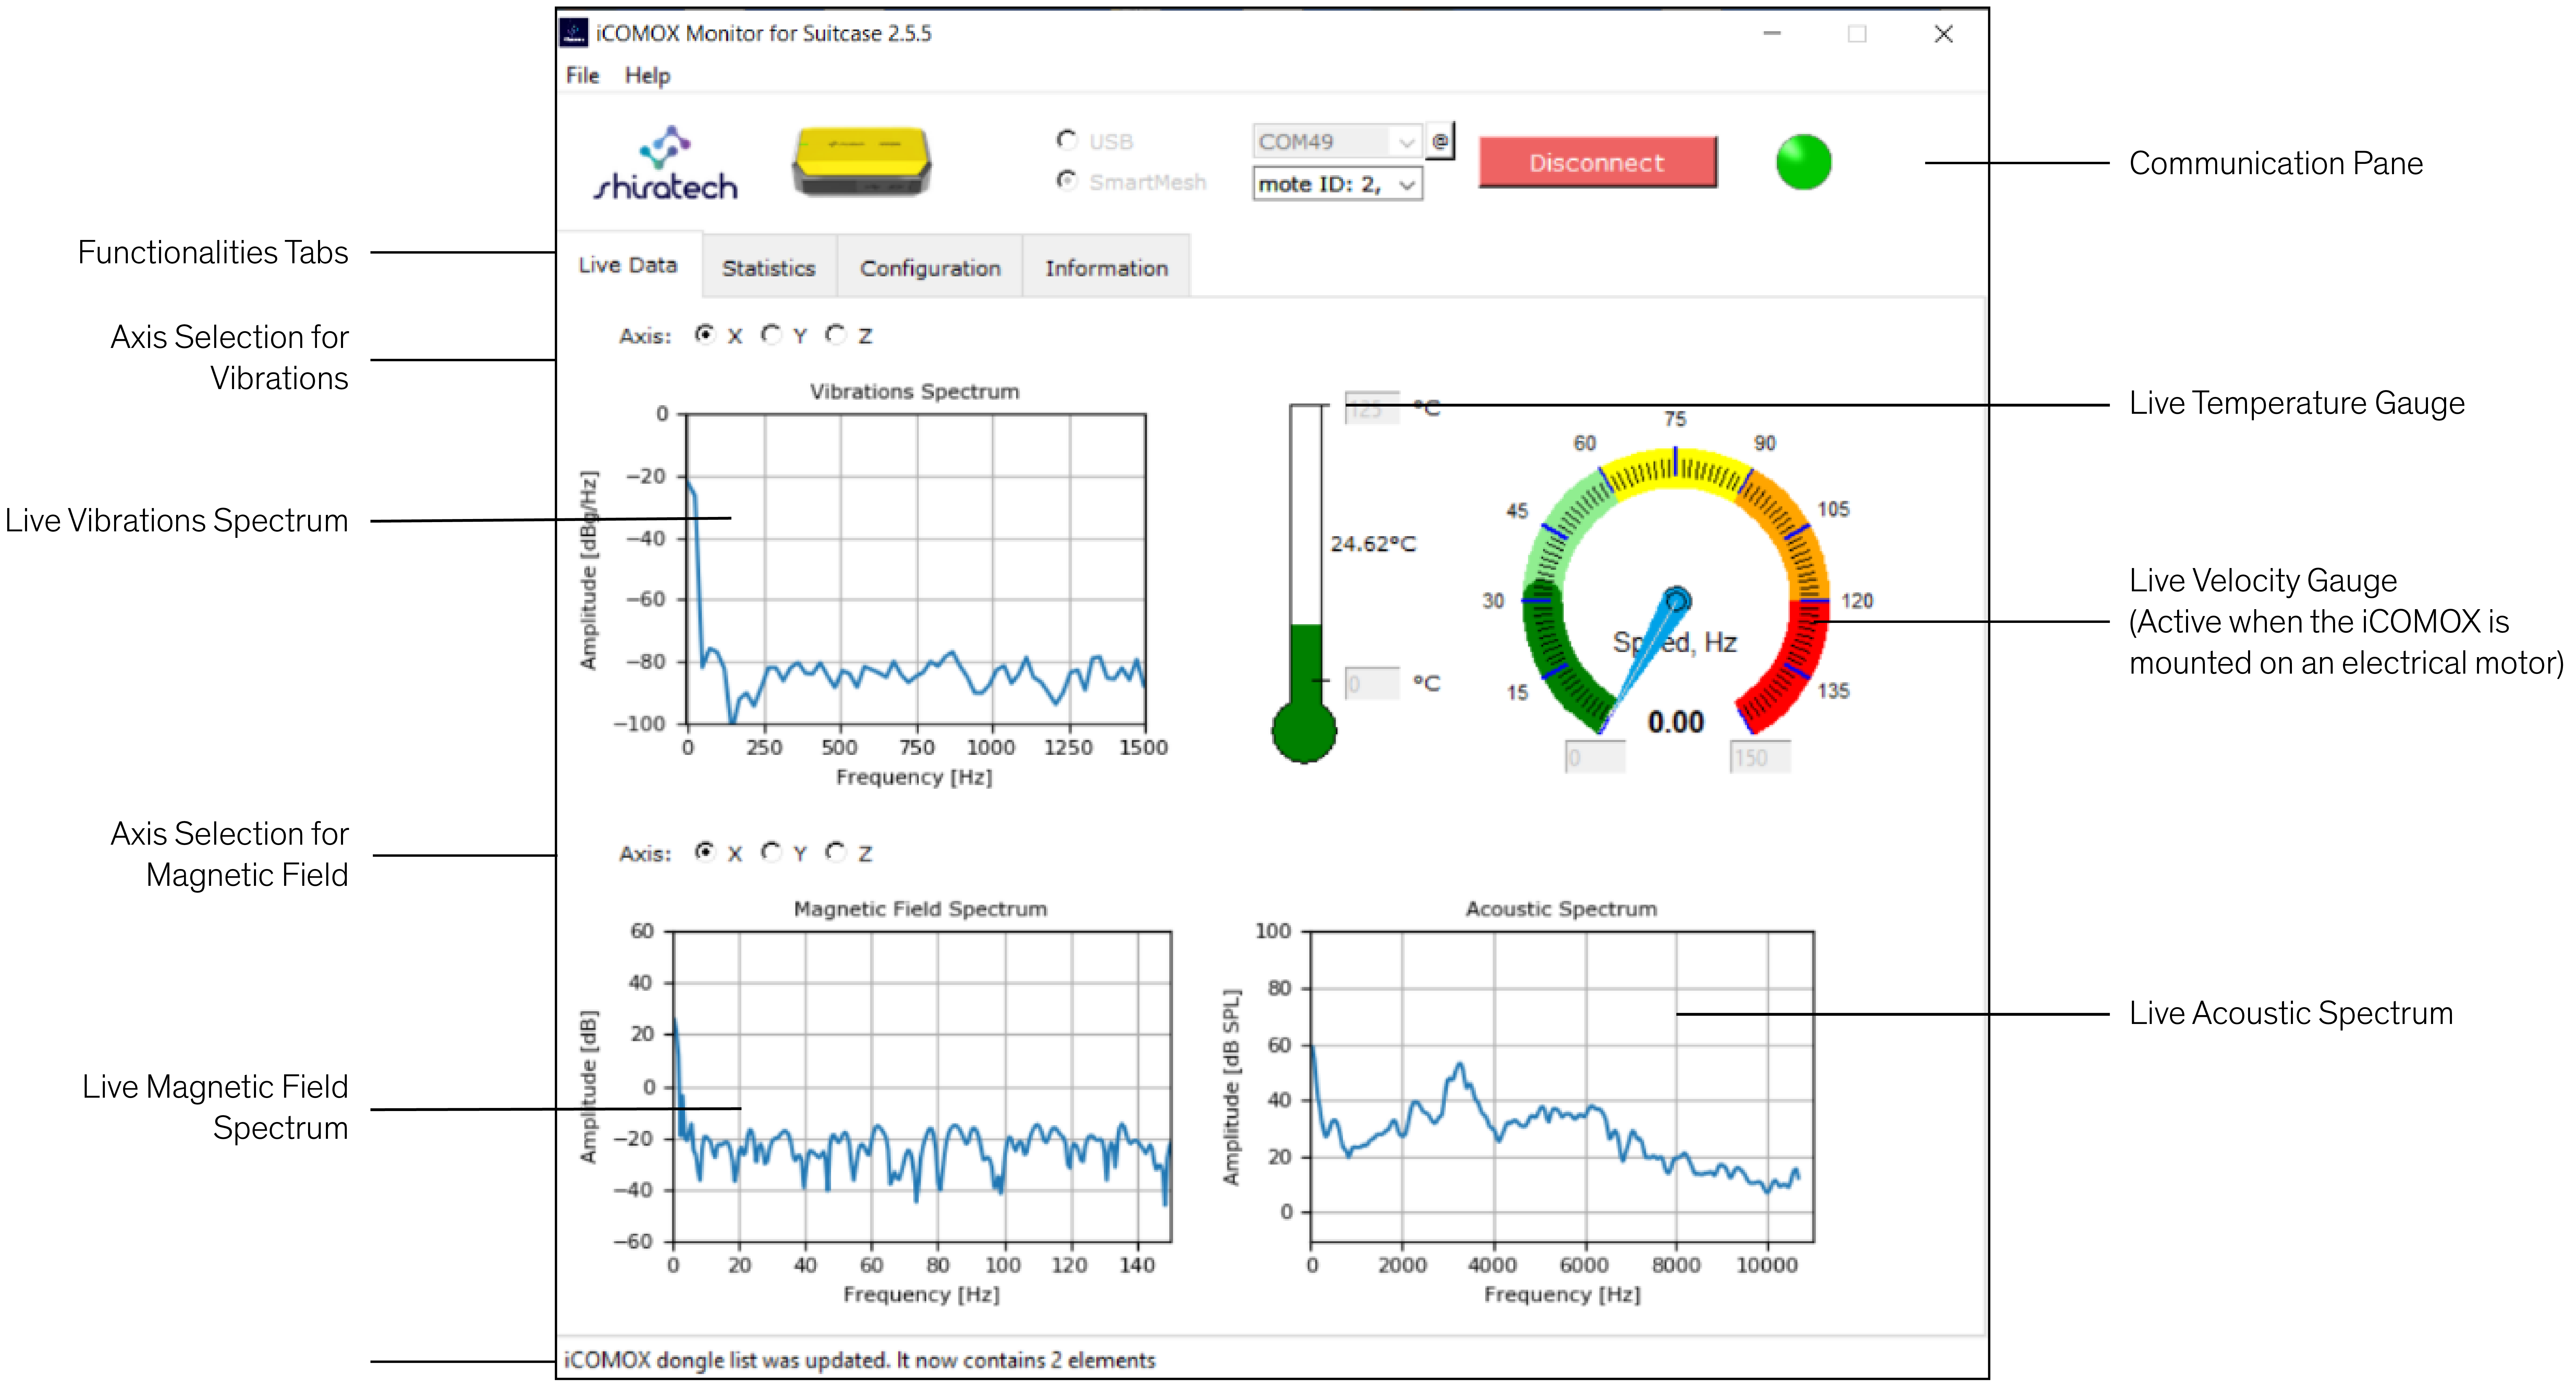 iCOMOX Monitor for Suitcase 2.5.5
File Help
shiratech
USB
SmartMesh
COM49
@
mote ID: 2,
Disconnect
Communication Pane
Functionalities Tabs
Live Data Statistics Configuration Information
Axis Selection for
Vibrations
Axis: X Y Z
Vibrations Spectrum
0
−20
−40
−60
−80
−100
Amplitude [dBg/Hz]
0 250 500 750 1000 1250 1500
Frequency [Hz]
Live Vibrations Spectrum
125 °C
24.62°C
0 °C
Live Temperature Gauge
15
30
45
60
75
90
105
120
135
Speed, Hz
0.00
0
150
Live Velocity Gauge
(Active when the iCOMOX is
mounted on an electrical motor)
Axis Selection for
Magnetic Field
Axis: X Y Z
Magnetic Field Spectrum
60
40
20
0
−20
−40
−60
Amplitude [dB]
0 20 40 60 80 100 120 140
Frequency [Hz]
Live Magnetic Field
Spectrum
Acoustic Spectrum
100
80
60
40
20
0
Amplitude [dB SPL]
0 2000 4000 6000 8000 10000
Frequency [Hz]
Live Acoustic Spectrum
iCOMOX dongle list was updated. It now contains 2 elements